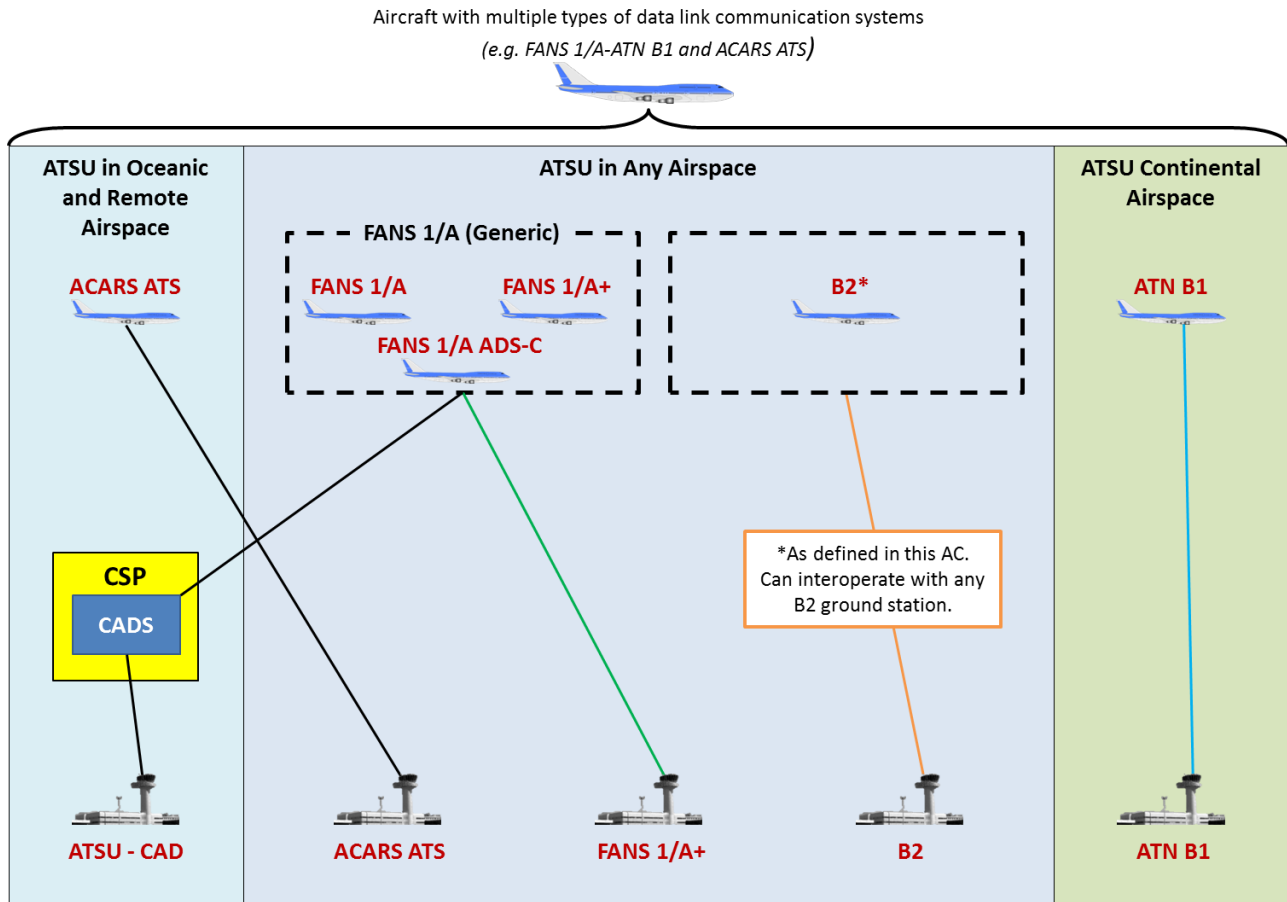 Aircraft with multiple types of data link communication systems
(e.g. FANS 1/A-ATN B1 and ACARS ATS)
ATSU in Oceanic
and Remote
Airspace
ATSU in Any Airspace
ATSU Continental
Airspace
FANS 1/A (Generic)
ACARS ATS
FANS 1/A
FANS 1/A+
B2*
ATN B1
FANS 1/A ADS-C
CSP
CADS
*As defined in this AC.
Can interoperate with any
B2 ground station.
ATSU - CAD
ACARS ATS
FANS 1/A+
B2
ATN B1